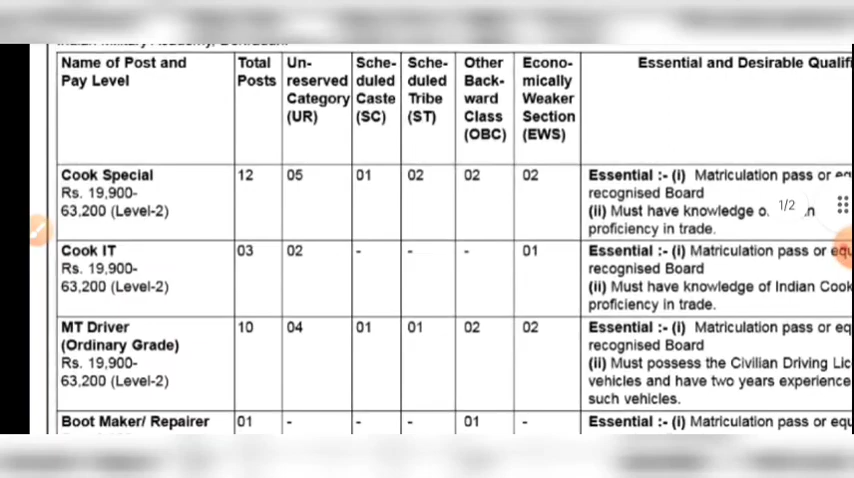 Name of Post and Pay Level | Total Posts | Un-reserved Category (UR) | Sche-duled Caste (SC) | Sche-duled Tribe (ST) | Other Back-ward Class (OBC) | Econo-mically Weaker Section (EWS) | Essential and Desirable
Cook Special
Rs. 19,900-
63,200 (Level-2)
12 | 05 | 01 | 02 | 02 | 02
Essential :- (i) Matriculation pass or
recognised Board
(ii) Must have knowledge
proficiency in trade.
1/2
Cook IT
Rs. 19,900-
63,200 (Level-2)
03 | 02 | - | - | - | 01
Essential :- (i) Matriculation pass or
recognised Board
(ii) Must have knowledge of Indian
proficiency in trade.
MT Driver
(Ordinary Grade)
Rs. 19,900-
63,200 (Level-2)
10 | 04 | 01 | 01 | 02 | 02
Essential :- (i) Matriculation pass or
recognised Board
(ii) Must possess the Civilian Driving
vehicles and have two years experience
such vehicles.
Boot Maker/ Repairer
01 | - | - | - | 01 | -
Essential :- (i) Matriculation pass or